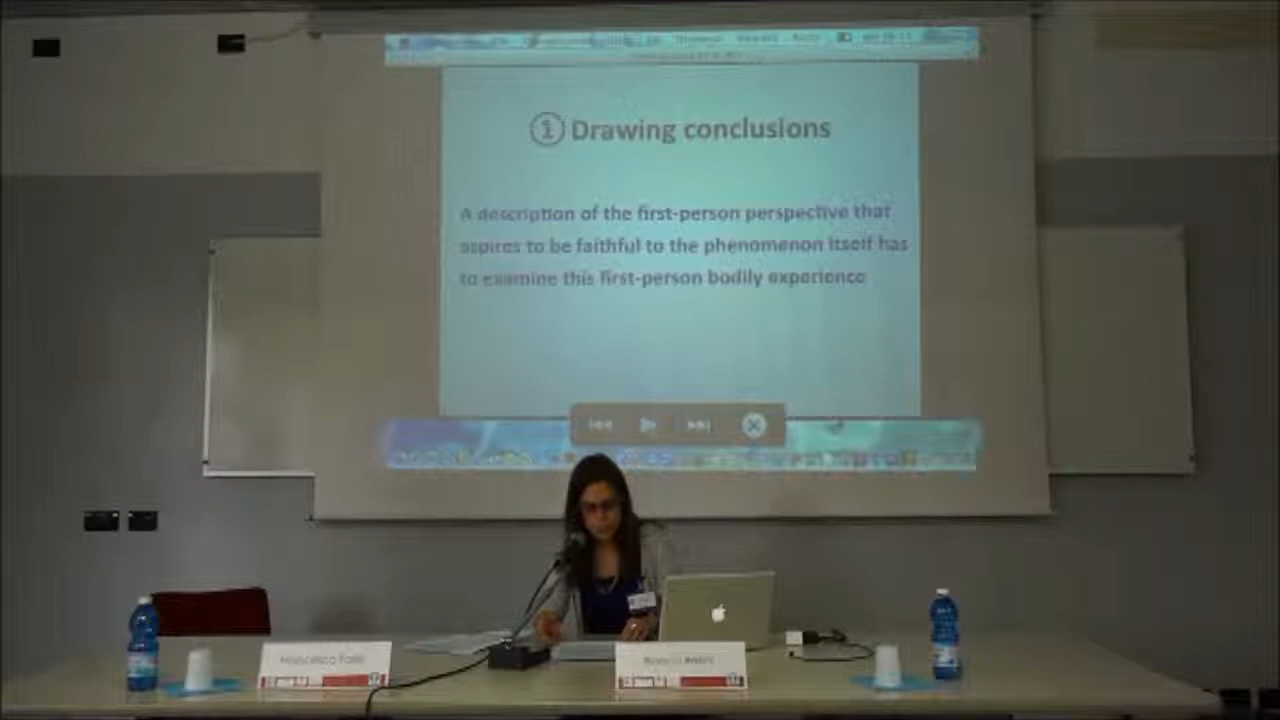 ① Drawing conclusions
A description of the first-person perspective that
aspires to be faithful to the phenomenon itself has
to examine this first-person bodily experience
Francesca